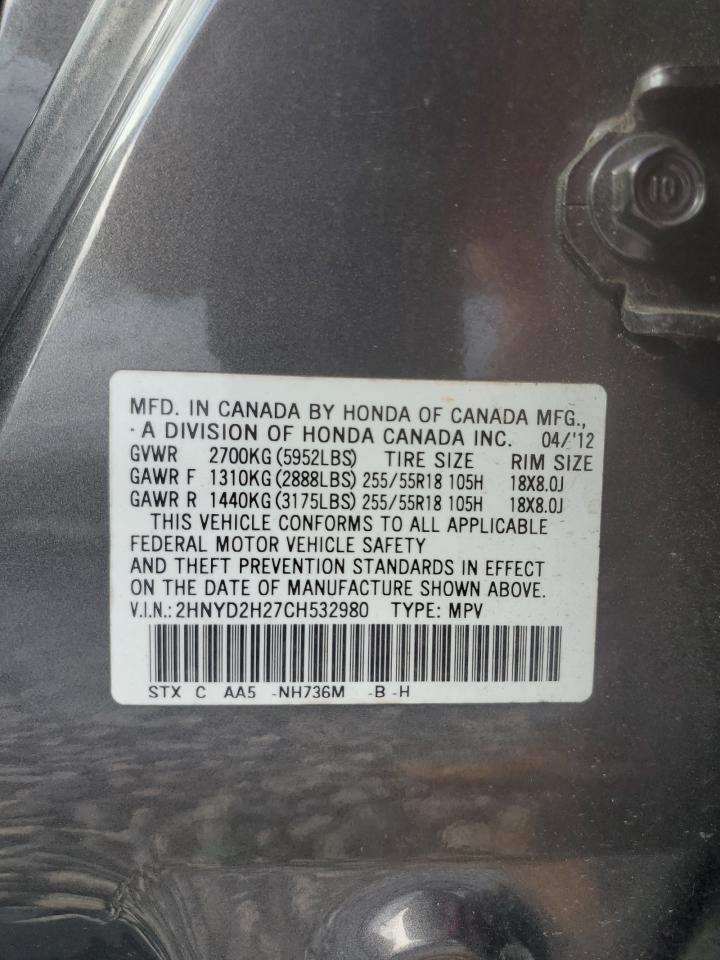 10
MFD. IN CANADA BY HONDA OF CANADA MFG.,
A DIVISION OF HONDA CANADA INC. 04/'12
GVWR 2700KG (5952LBS) TIRE SIZE RIM SIZE
GAWR F 1310KG (2888LBS) 255/55R18 105H 18X8.0J
GAWR R 1440KG (3175LBS) 255/55R18 105H 18X8.0J
THIS VEHICLE CONFORMS TO ALL APPLICABLE
FEDERAL MOTOR VEHICLE SAFETY
AND THEFT PREVENTION STANDARDS IN EFFECT
ON THE DATE OF MANUFACTURE SHOWN ABOVE.
V.I.N.: 2HNYD2H27CH532980 TYPE: MPV
STX C AA5 -NH736M -B -H